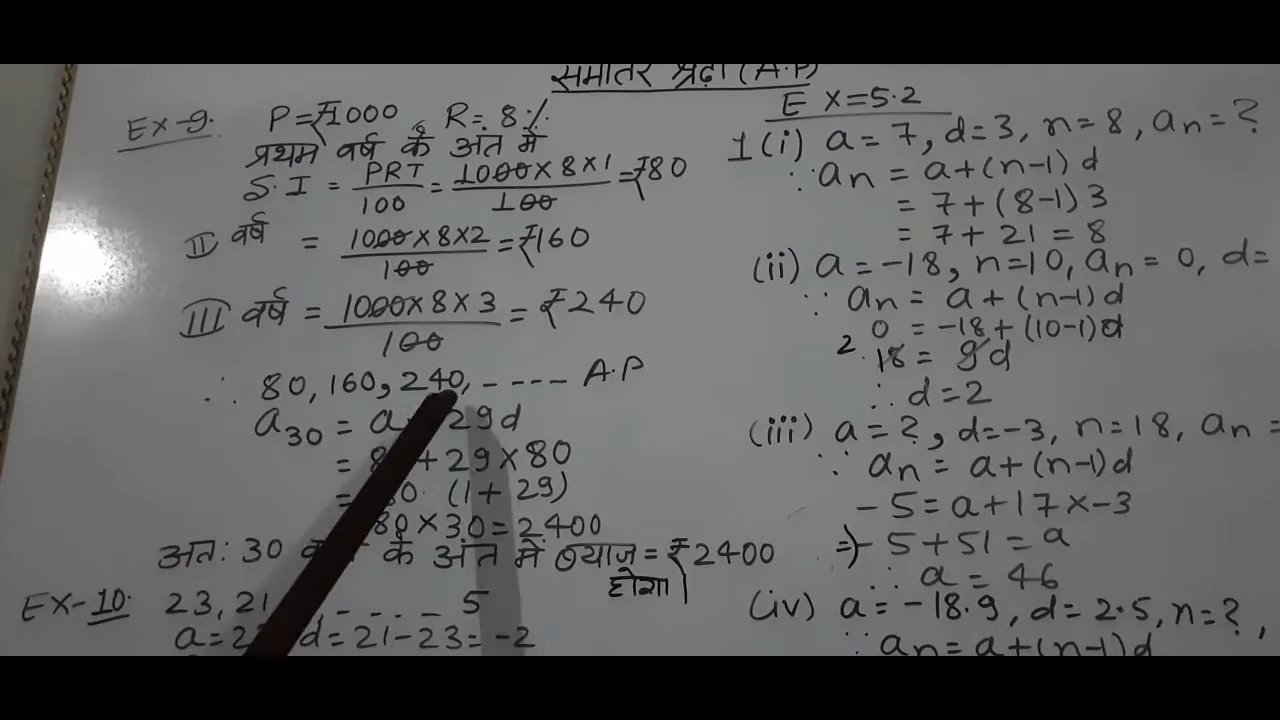 समांतर श्रेढ़ी (A.P)
EX-9. P=₹1000, R=8%
प्रथम वर्ष के अंत में
S.I = PRT/100 = 1000×8×1/100 = ₹80
II वर्ष = 1000×8×2/100 = ₹160
III वर्ष = 1000×8×3/100 = ₹240
∴ 80, 160, 240, ---- A.P
a30 = a 29d
= 8 +29×80
= 80 (1+29)
80×30=2400
अत: 30 के अंत में ब्याज = ₹2400
होगा
EX-10. 23, 21, - - - - 5
a=2 d=21-23=-2
Ex=5.2
1(i) a=7, d=3, n=8, an=?
∵ an = a+(n-1)d
= 7+(8-1)3
= 7+21=8
(ii) a=-18, n=10, an=0, d=
∵ an = a+(n-1)d
0 = -18+(10-1)d
2 18 = 9d
∴ d=2
(iii) a=?, d=-3, n=18, an=
∵ an = a+(n-1)d
-5=a+17×-3
⇒ -5+51=a
∴ a=46
(iv) a=-18.9, d=2.5, n=?,
∵ an=a+(n-1)d